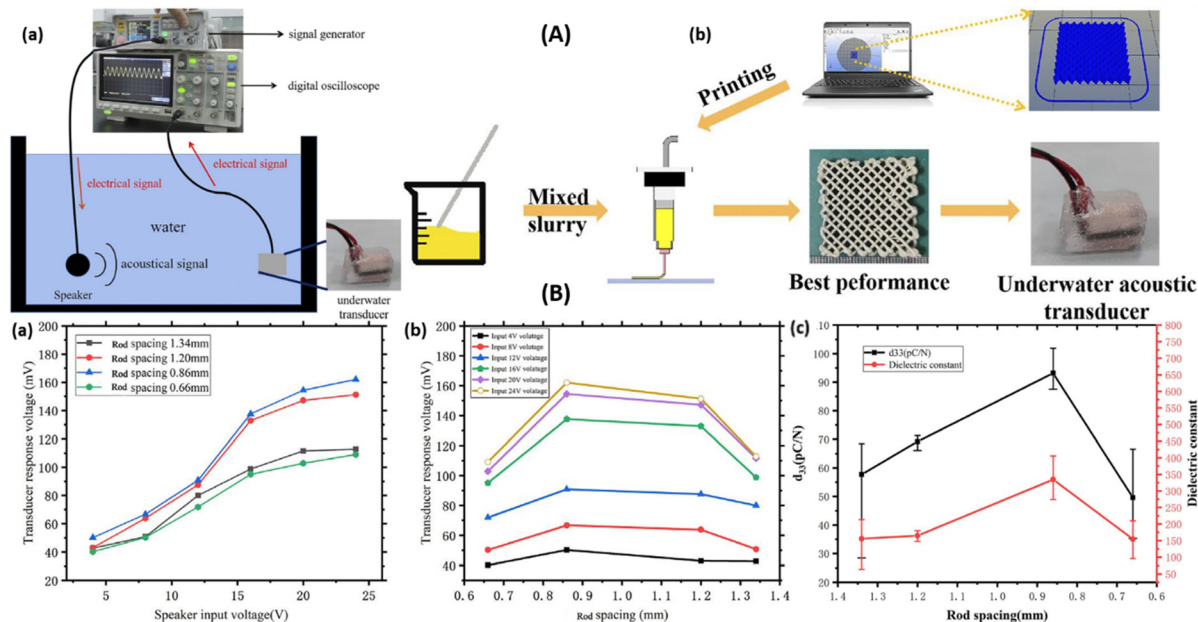 (a)
signal generator
digital oscilloscope
electrical signal
electrical signal
water
acoustical signal
Speaker
underwater
transducer
(A)
(b)
Printing
Mixed
slurry
Best peformance
Underwater acoustic
transducer
(B)
(a)
200
180
160
140
120
100
80
60
40
20
Transducer response voltage (mV)
Rod spacing 1.34mm
Rod spacing 1.20mm
Rod spacing 0.86mm
Rod spacing 0.66mm
5 10 15 20 25
Speaker input voltage(V)
(b)
200
180
160
140
120
100
80
60
40
Transducer response voltage (mV)
Input 4V volatage
Input 8V volatage
Input 12V volatage
Input 16V volatage
Input 20V volatage
Input 24V volatage
0.6 0.7 0.8 0.9 1.0 1.1 1.2 1.3 1.4
Rod spacing (mm)
(c)
10
100
90
80
70
60
50
40
30
20
d33(pC/N)
d33(pC/N)
Dielectric constant
800
750
700
650
600
550
500
450
400
350
300
250
200
150
100
50
Dielectric constant
1.4 1.3 1.2 1.1 1.0 0.9 0.8 0.7 0.6
Rod spacing(mm)